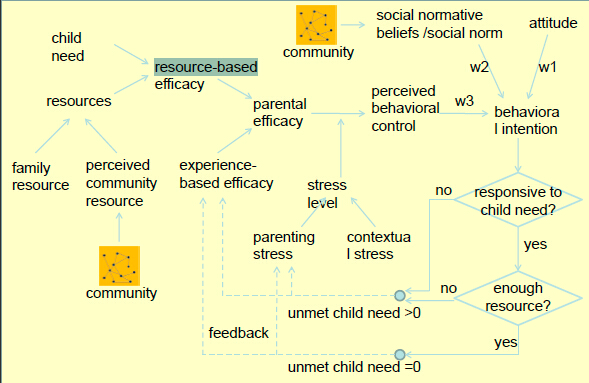 social normative
beliefs /social norm
attitude
child
need
community
resource-based
efficacy
w2
w1
resources
parental
efficacy
perceived
behavioral
control
w3
behaviora
l intention
family
resource
perceived
community
resource
experience-
based efficacy
stress
level
no
responsive to
child need?
parenting
stress
contextua
l stress
yes
community
no
enough
resource?
unmet child need >0
feedback
yes
unmet child need =0